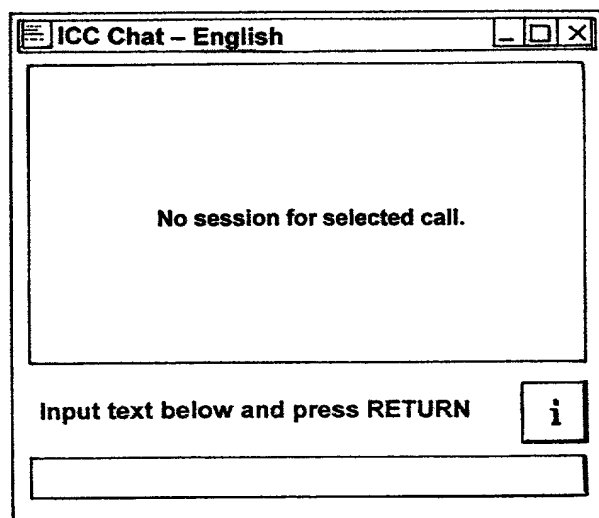 ICC Chat – English
No session for selected call.
Input text below and press RETURN
i